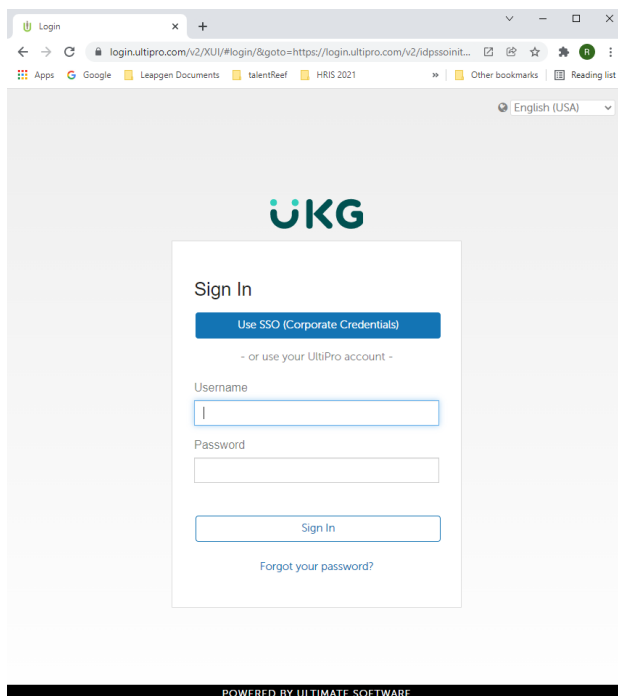 Login
login.ultipro.com/v2/XUI/#login/&goto=https://login.ultipro.com/v2/idpssoinit...
R
Apps Google Leapgen Documents talentReef HRIS 2021 » Other bookmarks Reading list
English (USA)
UKG
Sign In
Use SSO (Corporate Credentials)
- or use your UltiPro account -
Username
Password
Sign In
Forgot your password?
POWERED BY ULTIMATE SOFTWARE